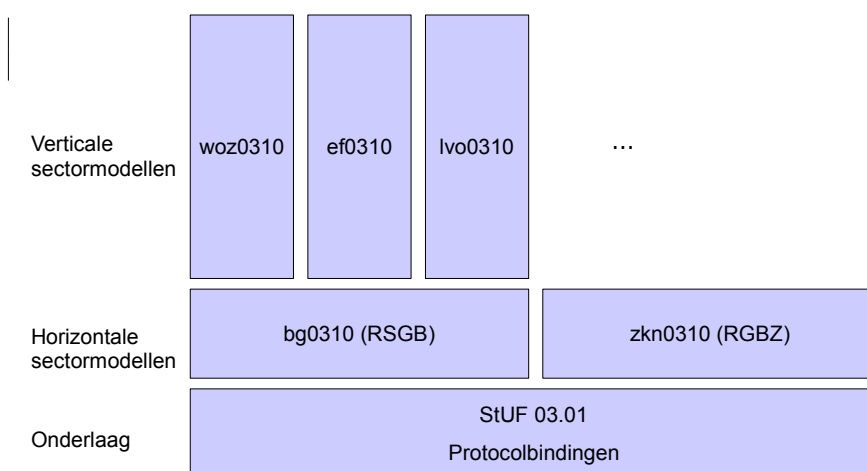 Verticale
sectormodellen
woz0310
ef0310
lvo0310
...
Horizontale
sectormodellen
bg0310 (RSGB)
zkn0310 (RGBZ)
Onderlaag
StUF 03.01
Protocolbindingen